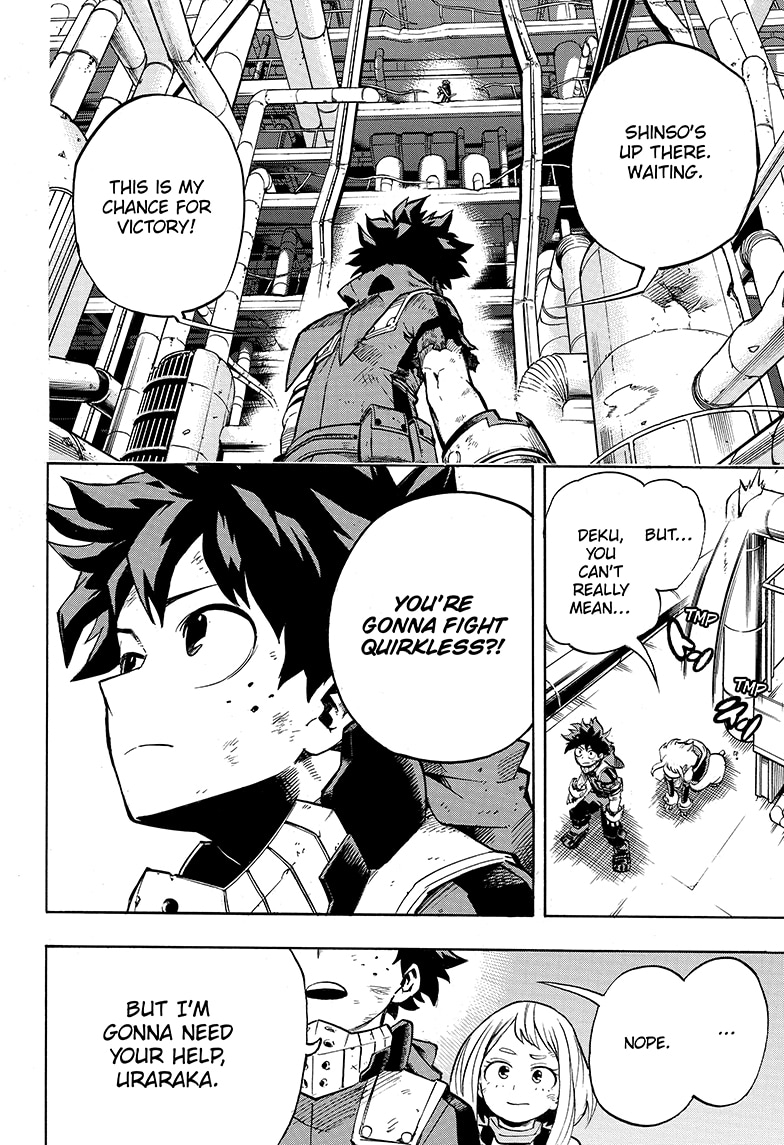 SHINSO'S
UP THERE.
WAITING.
THIS IS MY
CHANCE FOR
VICTORY!
BUT...
DEKU,
YOU
CAN'T
REALLY
MEAN...
TMP
TMP
YOU'RE
GONNA FIGHT
QUIRKLESS?!
...
NOPE.
BUT I'M
GONNA NEED
YOUR HELP,
URARAKA.